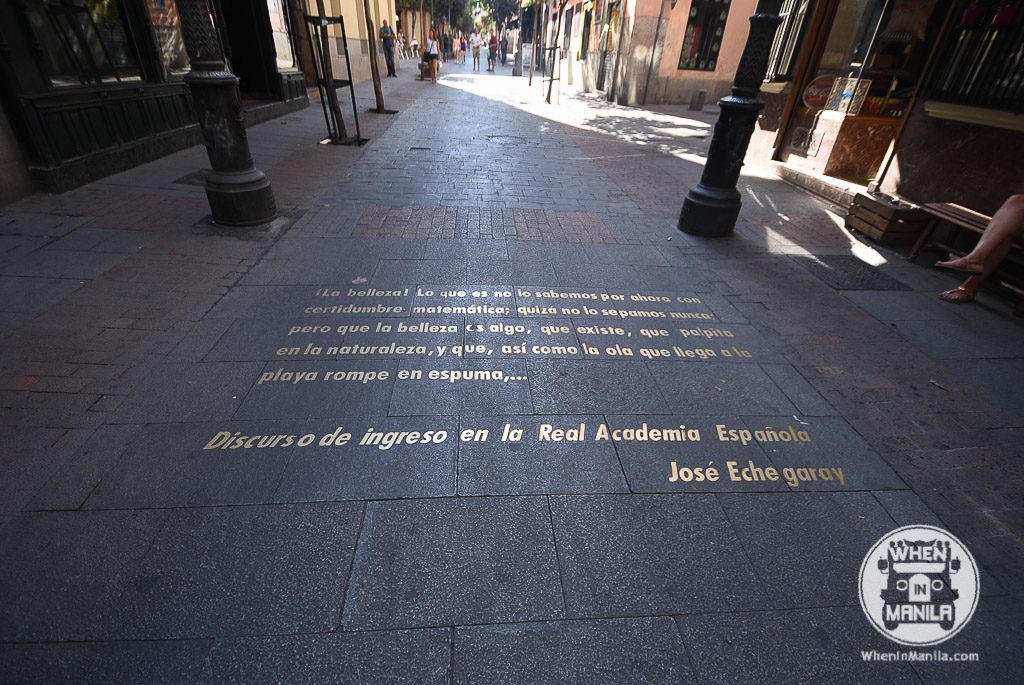 ¡La belleza! Lo que es no lo sabemos por ahora con
certidumbre matemática; quizá no lo sepamos nunca;
pero que la belleza es algo, que existe, que palpita
en la naturaleza, y que, así como la ola que llega a la
playa rompe en espuma,...
Discurso de ingreso en la Real Academia Española
José Echegaray
WHEN
IN
MANILA
WhenInManila.com